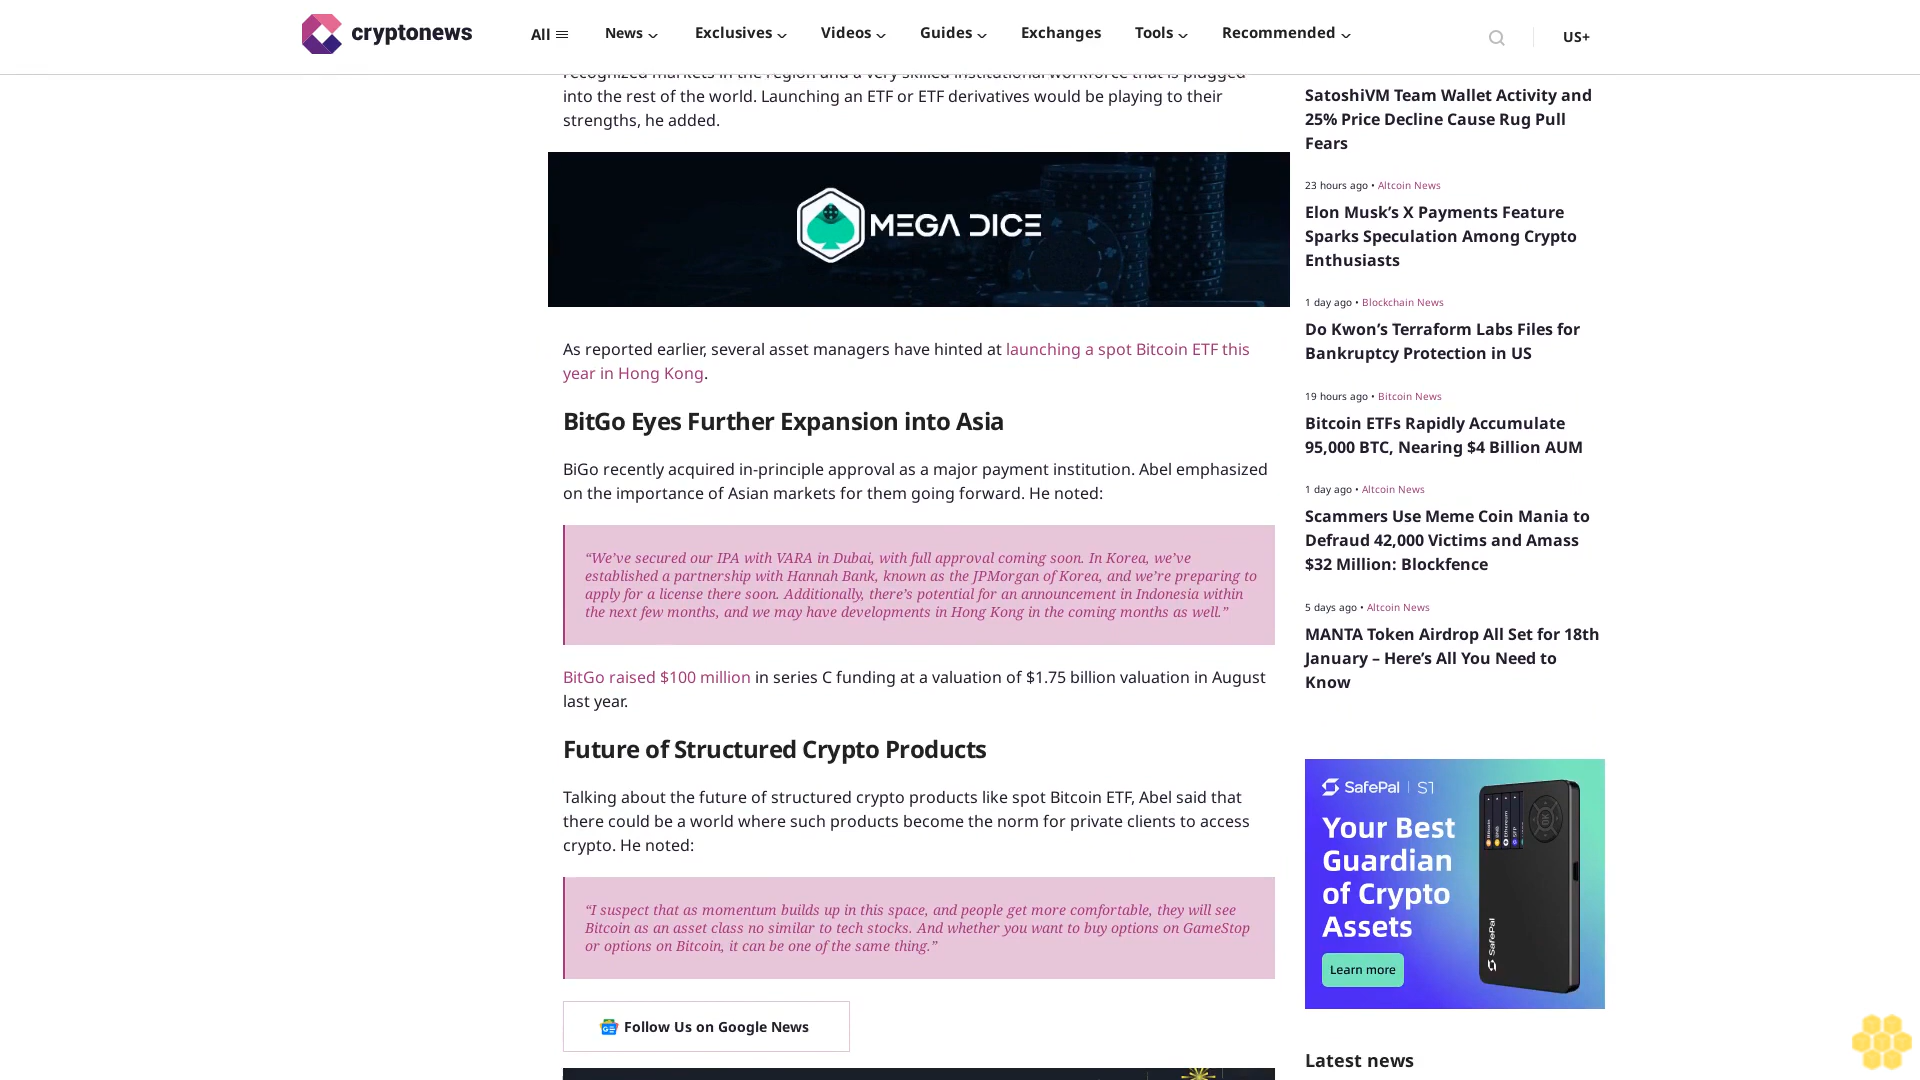 cryptonews
All
News
Exclusives
Videos
Guides
Exchanges
Tools
Recommended
US+
recognized markets in the region and a very skilled institutional workforce that is plugged
into the rest of the world. Launching an ETF or ETF derivatives would be playing to their
strengths, he added.
MEGA DICE
As reported earlier, several asset managers have hinted at launching a spot Bitcoin ETF this
year in Hong Kong.
BitGo Eyes Further Expansion into Asia
BiGo recently acquired in-principle approval as a major payment institution. Abel emphasized
on the importance of Asian markets for them going forward. He noted:
“We’ve secured our IPA with VARA in Dubai, with full approval coming soon. In Korea, we’ve
established a partnership with Hannah Bank, known as the JPMorgan of Korea, and we’re preparing to
apply for a license there soon. Additionally, there’s potential for an announcement in Indonesia within
the next few months, and we may have developments in Hong Kong in the coming months as well.”
BitGo raised $100 million in series C funding at a valuation of $1.75 billion valuation in August
last year.
Future of Structured Crypto Products
Talking about the future of structured crypto products like spot Bitcoin ETF, Abel said that
there could be a world where such products become the norm for private clients to access
crypto. He noted:
“I suspect that as momentum builds up in this space, and people get more comfortable, they will see
Bitcoin as an asset class no similar to tech stocks. And whether you want to buy options on GameStop
or options on Bitcoin, it can be one of the same thing.”
Follow Us on Google News
SatoshiVM Team Wallet Activity and
25% Price Decline Cause Rug Pull
Fears
23 hours ago • Altcoin News
Elon Musk’s X Payments Feature
Sparks Speculation Among Crypto
Enthusiasts
1 day ago • Blockchain News
Do Kwon’s Terraform Labs Files for
Bankruptcy Protection in US
19 hours ago • Bitcoin News
Bitcoin ETFs Rapidly Accumulate
95,000 BTC, Nearing $4 Billion AUM
1 day ago • Altcoin News
Scammers Use Meme Coin Mania to
Defraud 42,000 Victims and Amass
$32 Million: Blockfence
5 days ago • Altcoin News
MANTA Token Airdrop All Set for 18th
January – Here’s All You Need to
Know
SafePal | S1
Your Best
Guardian
of Crypto
Assets
Learn more
SafePal
OK
Latest news